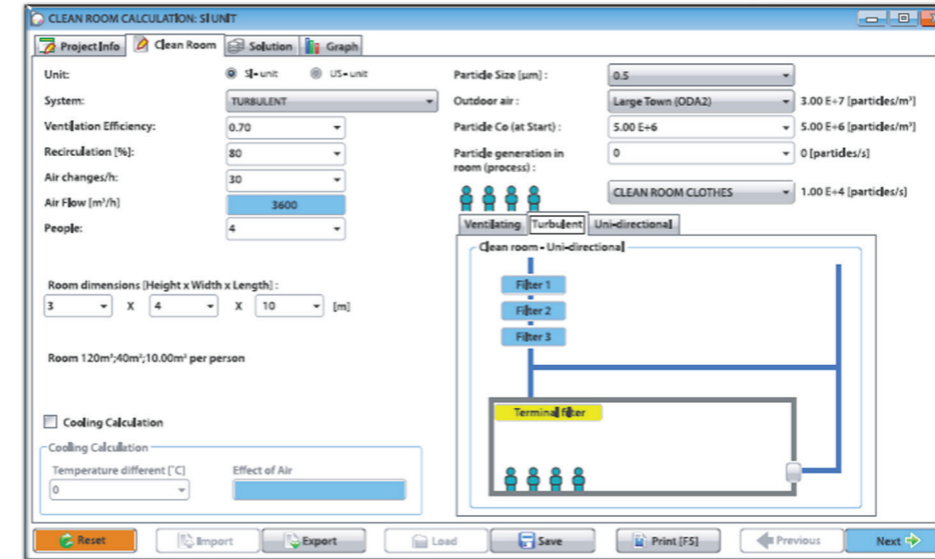 CLEAN ROOM CALCULATION: SI UNIT
Project Info Clean Room Solution Graph
Unit: SI-unit US-unit
System: TURBULENT
Ventilation Efficiency: 0.70
Recirculation [%]: 80
Air changes/h: 30
Air Flow [m³/h] 3600
People: 4
Room dimensions [Height x Width x Length] :
3 X 4 X 10 [m]
Room 120m³;40m²;10.00m² per person
Cooling Calculation
Cooling Calculation
Temperature different [˚C] Effect of Air
0
Particle Size [µm] : 0.5
Outdoor air : Large Town (ODA2) 3.00 E+7 [particles/m³]
Particle Co (at Start) : 5.00 E+6 5.00 E+6 [particles/m³]
Particle generation in 0 0 [particles/s]
room (process) :
CLEAN ROOM CLOTHES 1.00 E+4 [particles/s]
Ventilating Turbulent Uni-directional
Clean room - Uni-directional
Filter 1
Filter 2
Filter 3
Terminal filter
Reset Import Export Load Save Print [F5] Previous Next